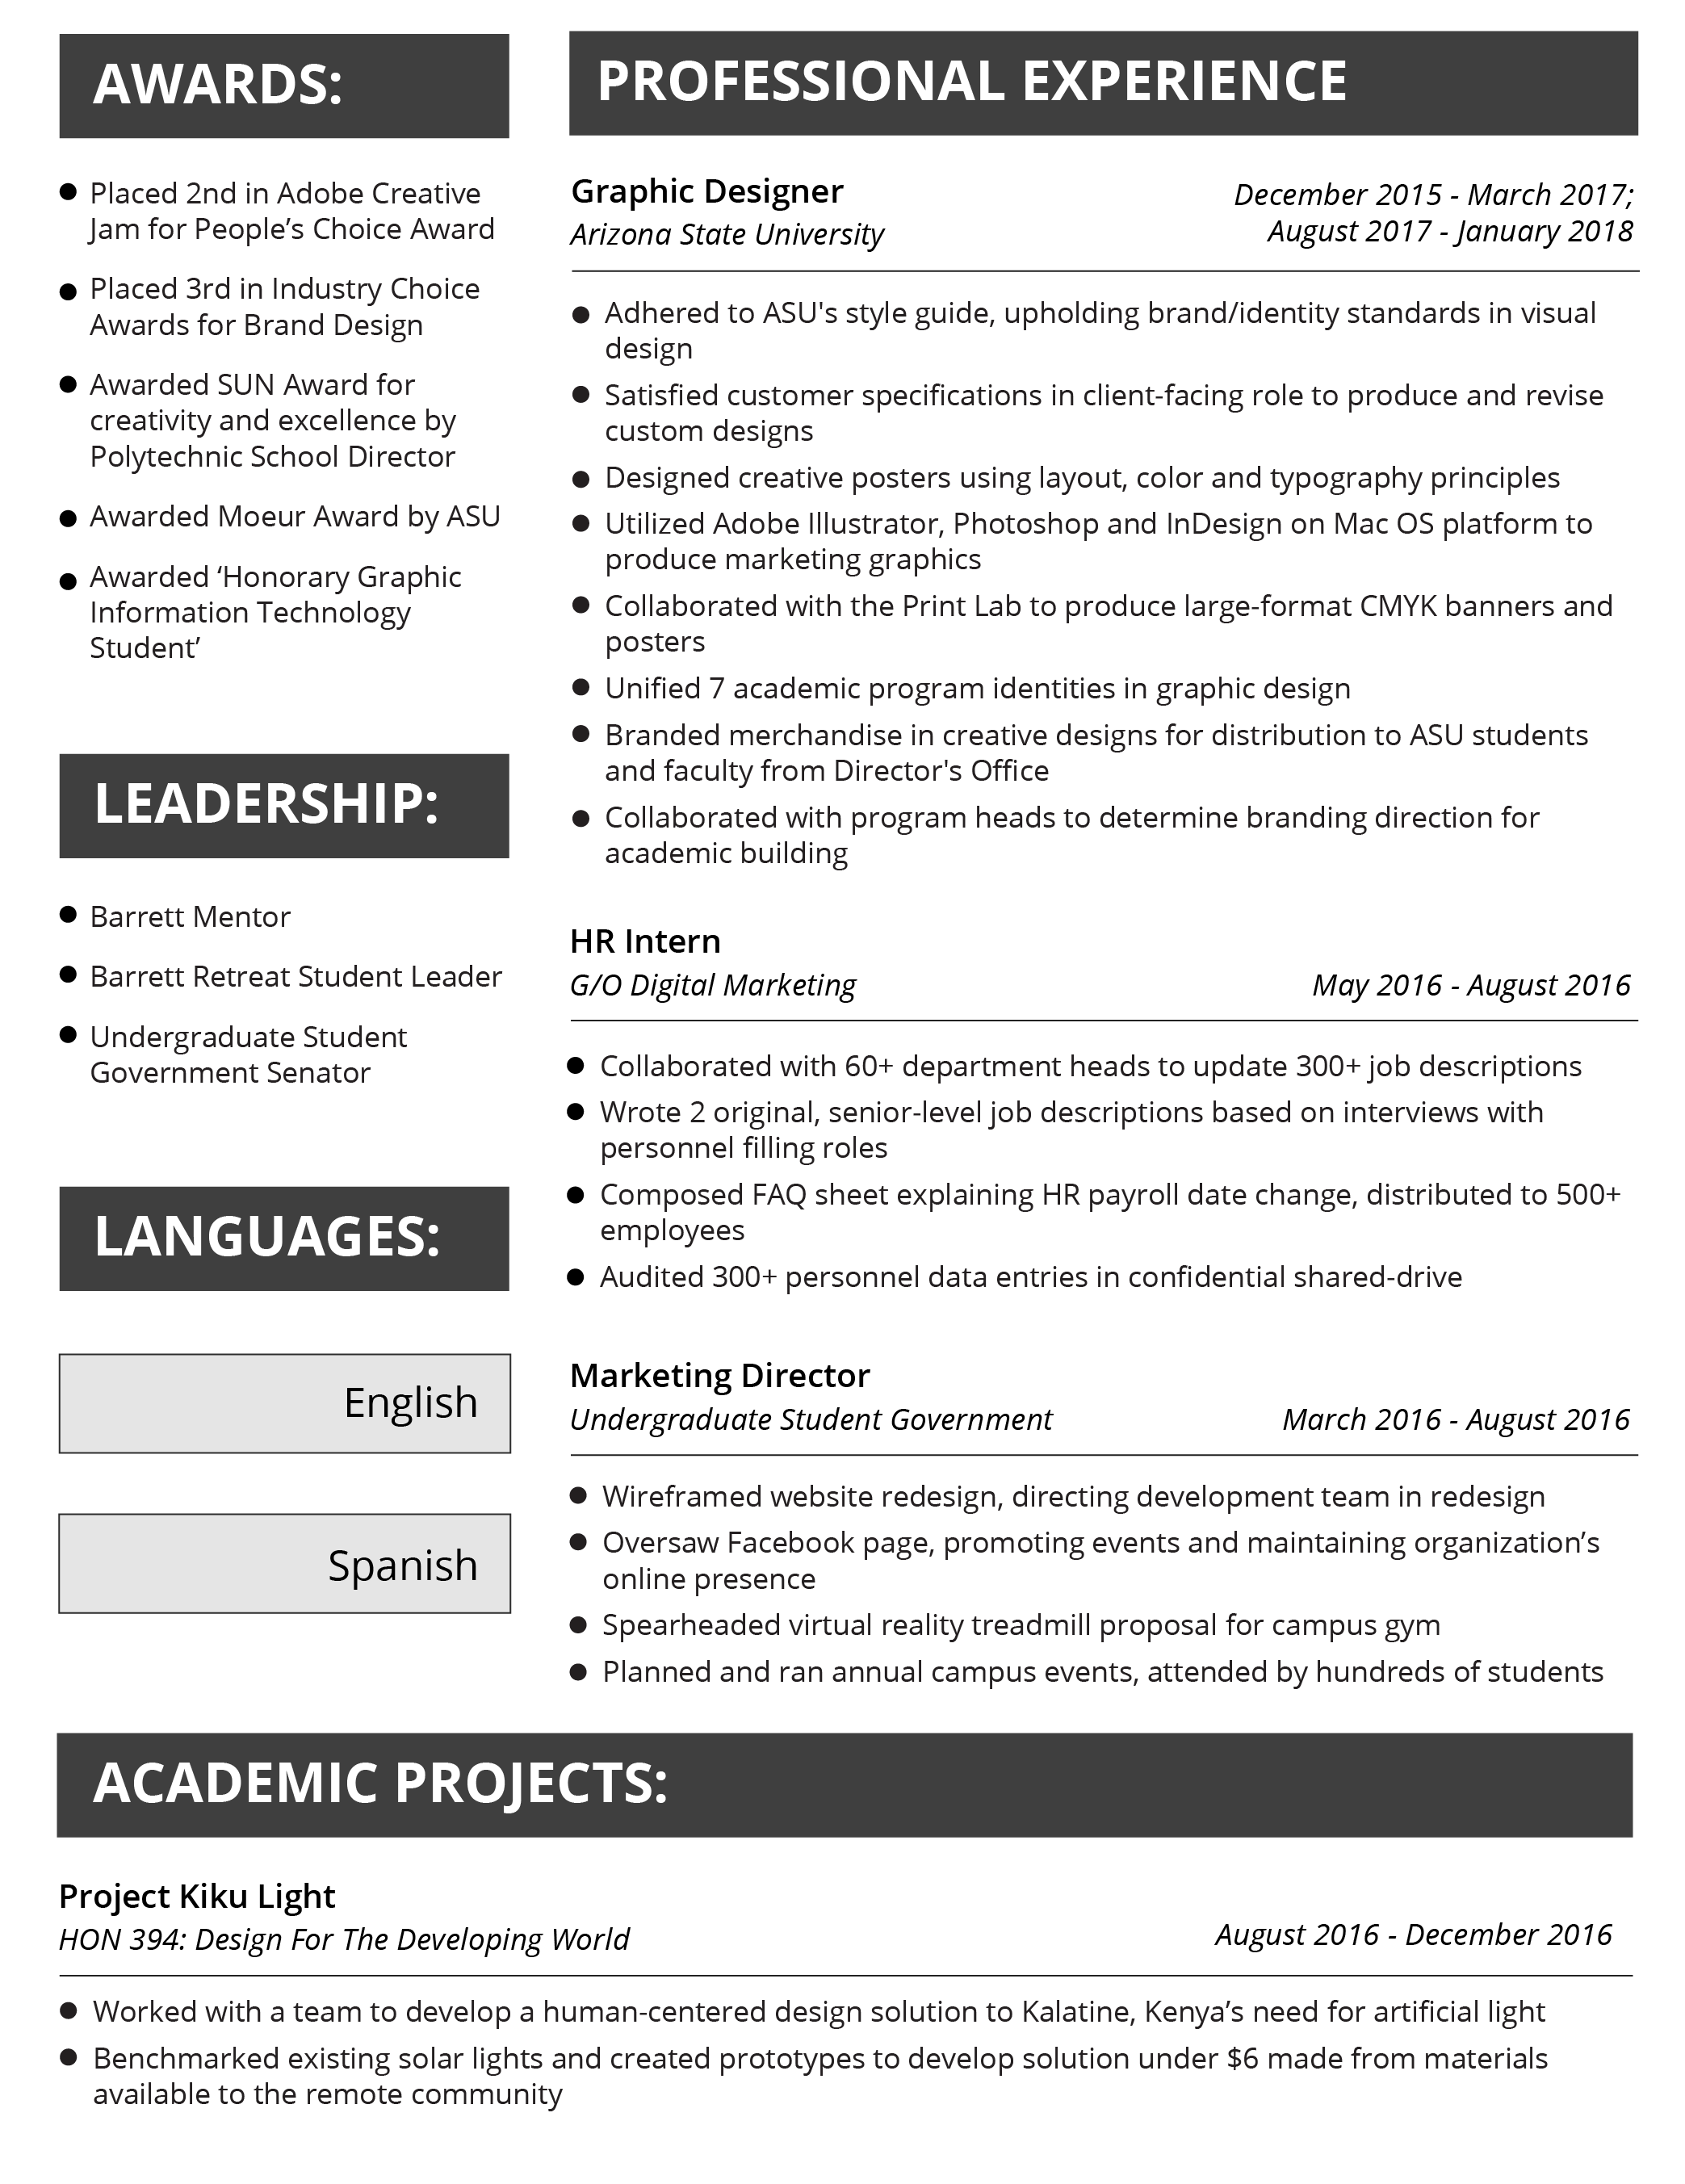 AWARDS:
Placed 2nd in Adobe Creative
Jam for People’s Choice Award
Placed 3rd in Industry Choice
Awards for Brand Design
Awarded SUN Award for
creativity and excellence by
Polytechnic School Director
Awarded Moeur Award by ASU
Awarded ‘Honorary Graphic
Information Technology
Student’
LEADERSHIP:
Barrett Mentor
Barrett Retreat Student Leader
Undergraduate Student
Government Senator
LANGUAGES:
English
Spanish
PROFESSIONAL EXPERIENCE
Graphic Designer
Arizona State University
December 2015 - March 2017;
August 2017 - January 2018
Adhered to ASU's style guide, upholding brand/identity standards in visual
design
Satisfied customer specifications in client-facing role to produce and revise
custom designs
Designed creative posters using layout, color and typography principles
Utilized Adobe Illustrator, Photoshop and InDesign on Mac OS platform to
produce marketing graphics
Collaborated with the Print Lab to produce large-format CMYK banners and
posters
Unified 7 academic program identities in graphic design
Branded merchandise in creative designs for distribution to ASU students
and faculty from Director's Office
Collaborated with program heads to determine branding direction for
academic building
HR Intern
G/O Digital Marketing
May 2016 - August 2016
Collaborated with 60+ department heads to update 300+ job descriptions
Wrote 2 original, senior-level job descriptions based on interviews with
personnel filling roles
Composed FAQ sheet explaining HR payroll date change, distributed to 500+
employees
Audited 300+ personnel data entries in confidential shared-drive
Marketing Director
Undergraduate Student Government
March 2016 - August 2016
Wireframed website redesign, directing development team in redesign
Oversaw Facebook page, promoting events and maintaining organization’s
online presence
Spearheaded virtual reality treadmill proposal for campus gym
Planned and ran annual campus events, attended by hundreds of students
ACADEMIC PROJECTS:
Project Kiku Light
HON 394: Design For The Developing World
August 2016 - December 2016
Worked with a team to develop a human-centered design solution to Kalatine, Kenya’s need for artificial light
Benchmarked existing solar lights and created prototypes to develop solution under $6 made from materials
available to the remote community